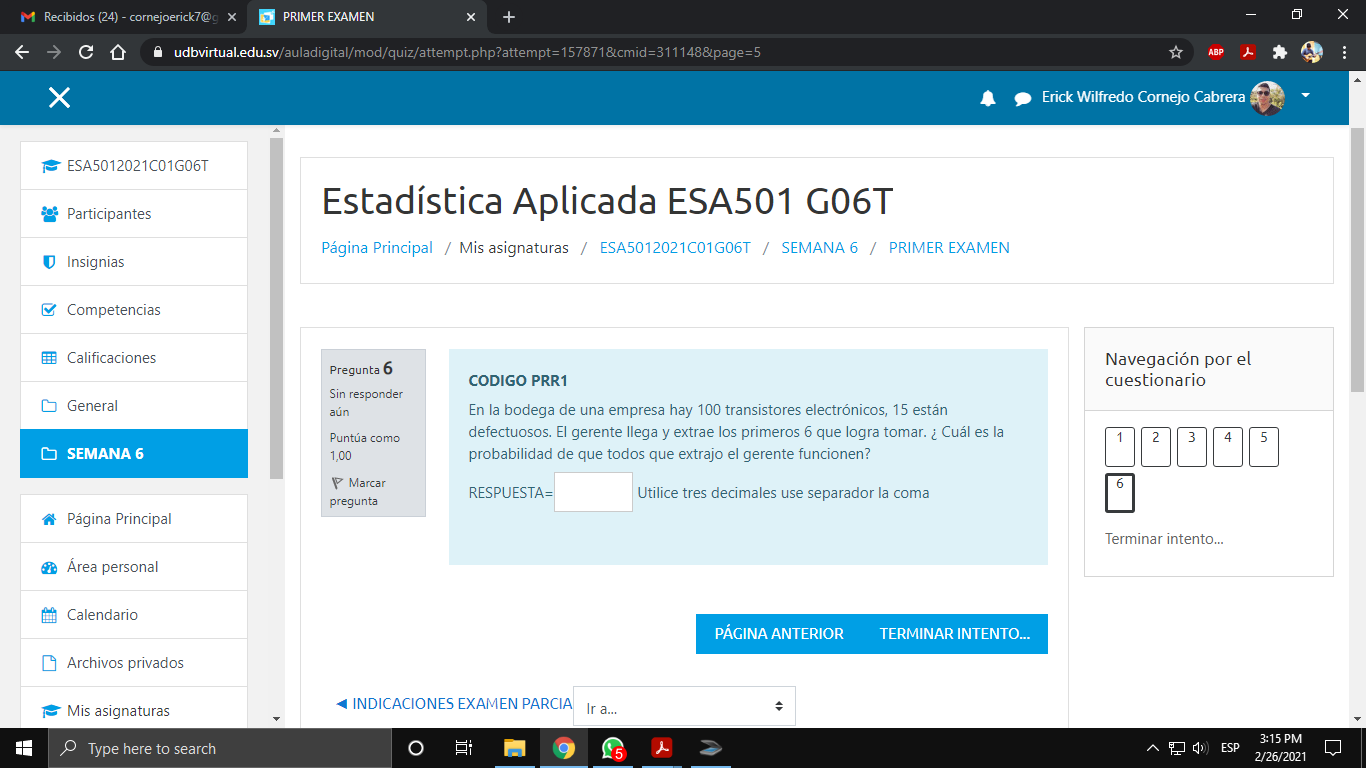 Recibidos (24) - cornejoerick7@g
PRIMER EXAMEN
udbvirtual.edu.sv/auladigital/mod/quiz/attempt.php?attempt=157871&cmid=311148&page=5
ABP
Erick Wilfredo Cornejo Cabrera
ESA5012021C01G06T
Participantes
Insignias
Competencias
Calificaciones
General
SEMANA 6
Página Principal
Área personal
Calendario
Archivos privados
Mis asignaturas
Estadística Aplicada ESA501 G06T
Página Principal / Mis asignaturas / ESA5012021C01G06T / SEMANA 6 / PRIMER EXAMEN
Pregunta 6
Sin responder
aún
Puntúa como
1,00
Marcar
pregunta
CODIGO PRR1
En la bodega de una empresa hay 100 transistores electrónicos, 15 están
defectuosos. El gerente llega y extrae los primeros 6 que logra tomar. ¿ Cuál es la
probabilidad de que todos que extrajo el gerente funcionen?
RESPUESTA= Utilice tres decimales use separador la coma
PÁGINA ANTERIOR TERMINAR INTENTO...
◄ INDICACIONES EXAMEN PARCIA
Ir a...
Navegación por el
cuestionario
1 2 3 4 5
6
Terminar intento...
Type here to search
5
ESP
3:15 PM
2/26/2021